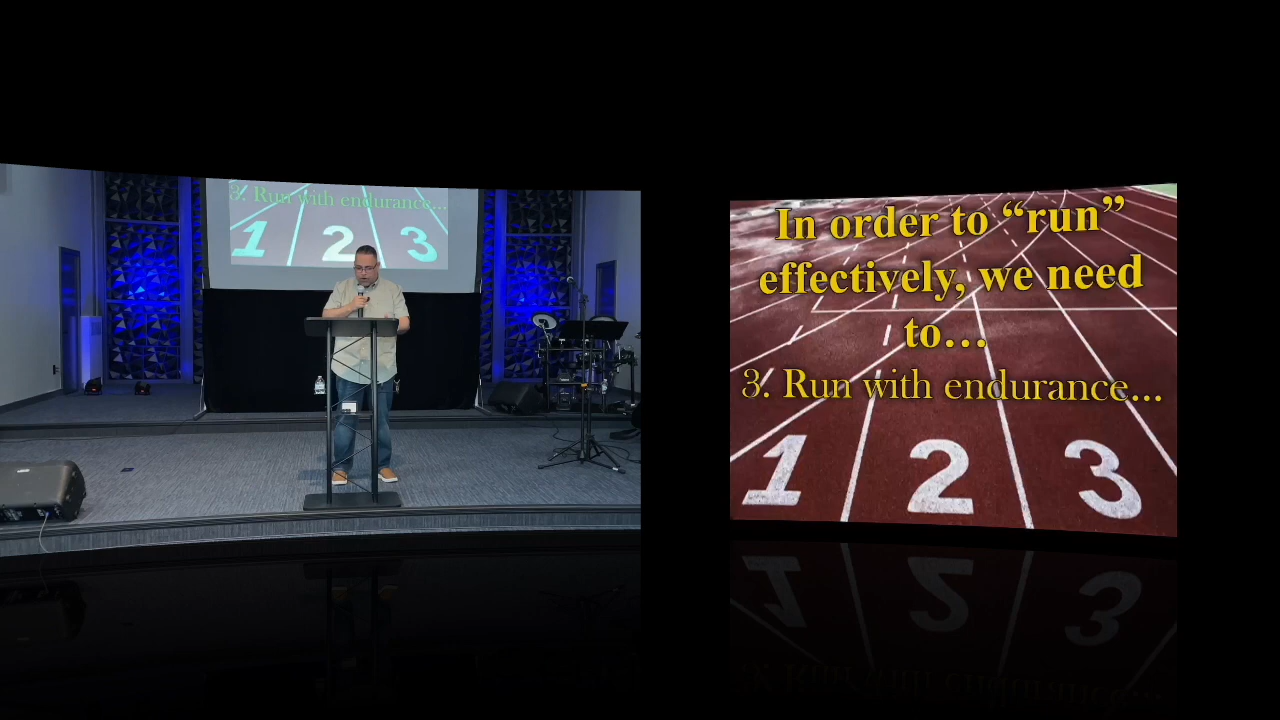 3. Run with endurance...
1 2 3
In order to “run”
effectively, we need
to...
3. Run with endurance...
1 2 3